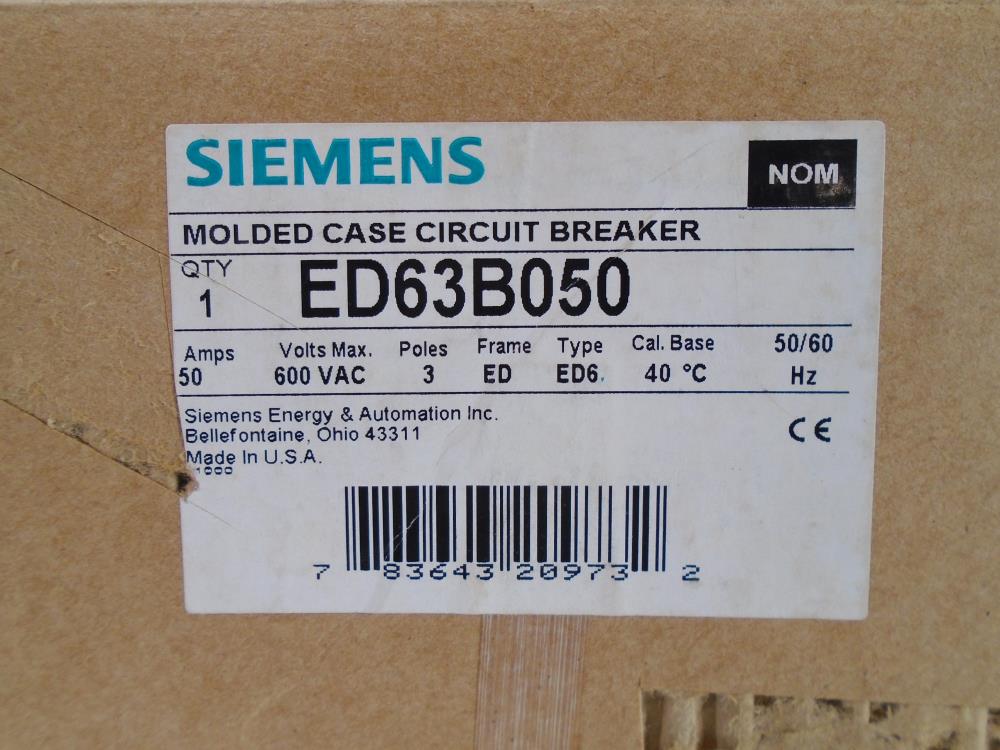 SIEMENS
NOM
MOLDED CASE CIRCUIT BREAKER
QTY
1
ED63B050
Amps Volts Max. Poles Frame Type Cal. Base 50/60
50 600 VAC 3 ED ED6 40 °C Hz
Siemens Energy & Automation Inc.
Bellefontaine, Ohio 43311
Made In U.S.A.
CE
7 83643 20973 2